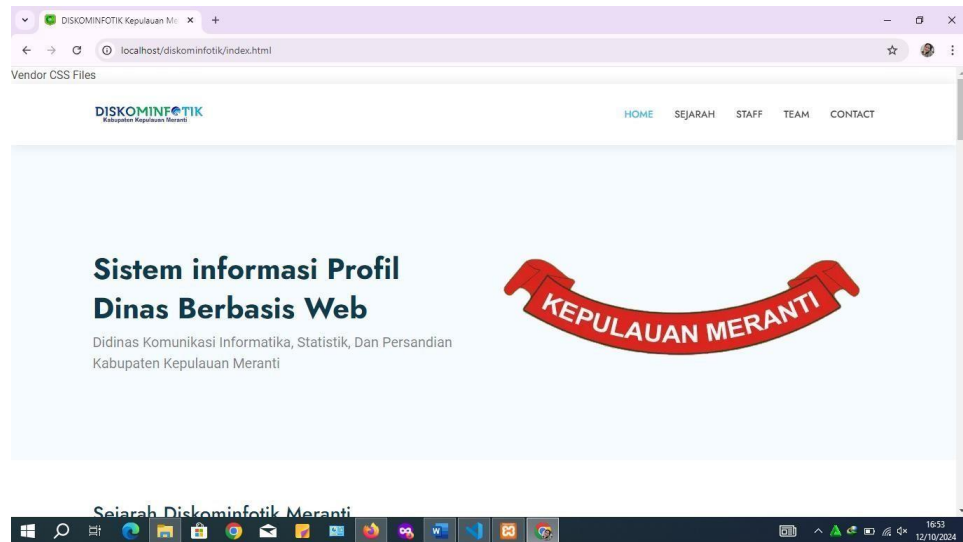 DISKOMINFOTIK Kepulauan Me
localhost/diskominfotik/index.html
Vendor CSS Files
DISKOMINFOTIK
Kabupaten Kepulauan Meranti
HOME SEJARAH STAFF TEAM CONTACT
Sistem informasi Profil
Dinas Berbasis Web
Didinas Komunikasi Informatika, Statistik, Dan Persandian
Kabupaten Kepulauan Meranti
KEPULAUAN MERANTI
Sejarah Diskominfotik Meranti
16:53
12/10/2024